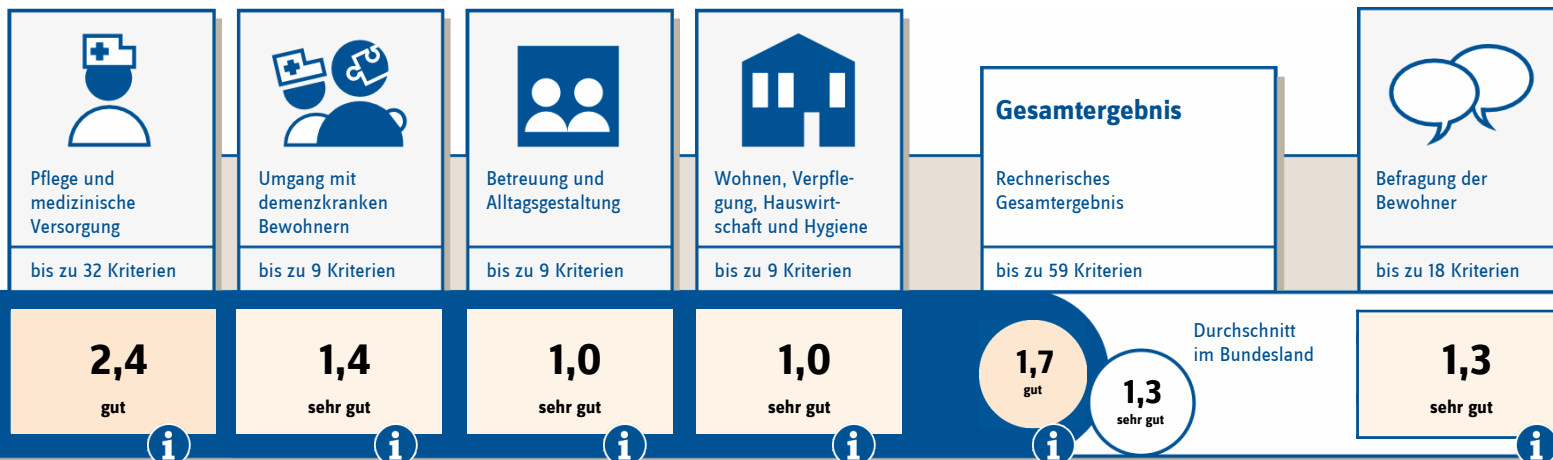 Pflege und
medizinische
Versorgung
bis zu 32 Kriterien
2,4
gut
Umgang mit
demenzkranken
Bewohnern
bis zu 9 Kriterien
1,4
sehr gut
Betreuung und
Alltagsgestaltung
bis zu 9 Kriterien
1,0
sehr gut
Wohnen, Verpfle-
gung, Hauswirt-
schaft und Hygiene
bis zu 9 Kriterien
1,0
sehr gut
Gesamtergebnis
Rechnerisches
Gesamtergebnis
bis zu 59 Kriterien
1,7
gut
Durchschnitt
im Bundesland
1,3
sehr gut
Befragung der
Bewohner
bis zu 18 Kriterien
1,3
sehr gut